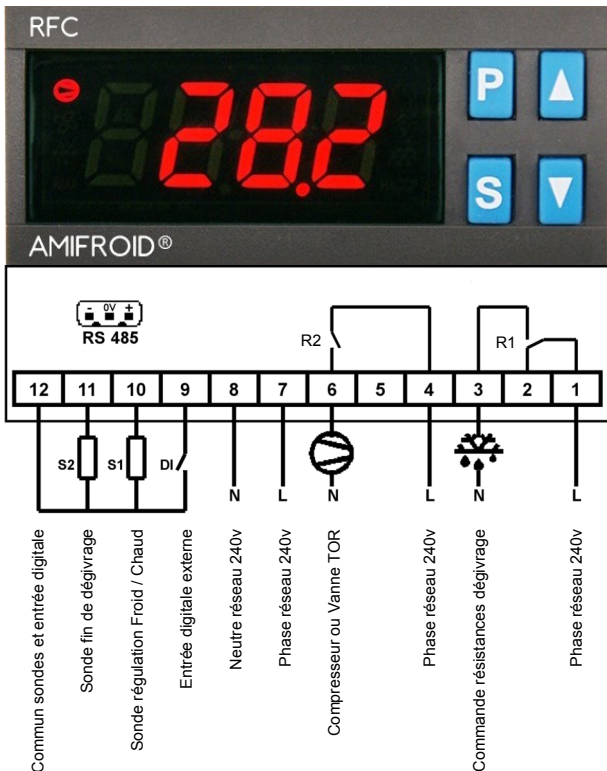 RFC
28.2
P
S
AMIFROID®
- 0V +
RS 485
R2
R1
12 11 10 9 8 7 6 5 4 3 2 1
S2 S1 DI
N L N L N L
Commun sondes et entrée digitale
Sonde fin de dégivrage
Sonde régulation Froid / Chaud
Entrée digitale externe
Neutre réseau 240v
Phase réseau 240v
Compresseur ou Vanne TOR
Phase réseau 240v
Commande résistances dégivrage
Phase réseau 240v